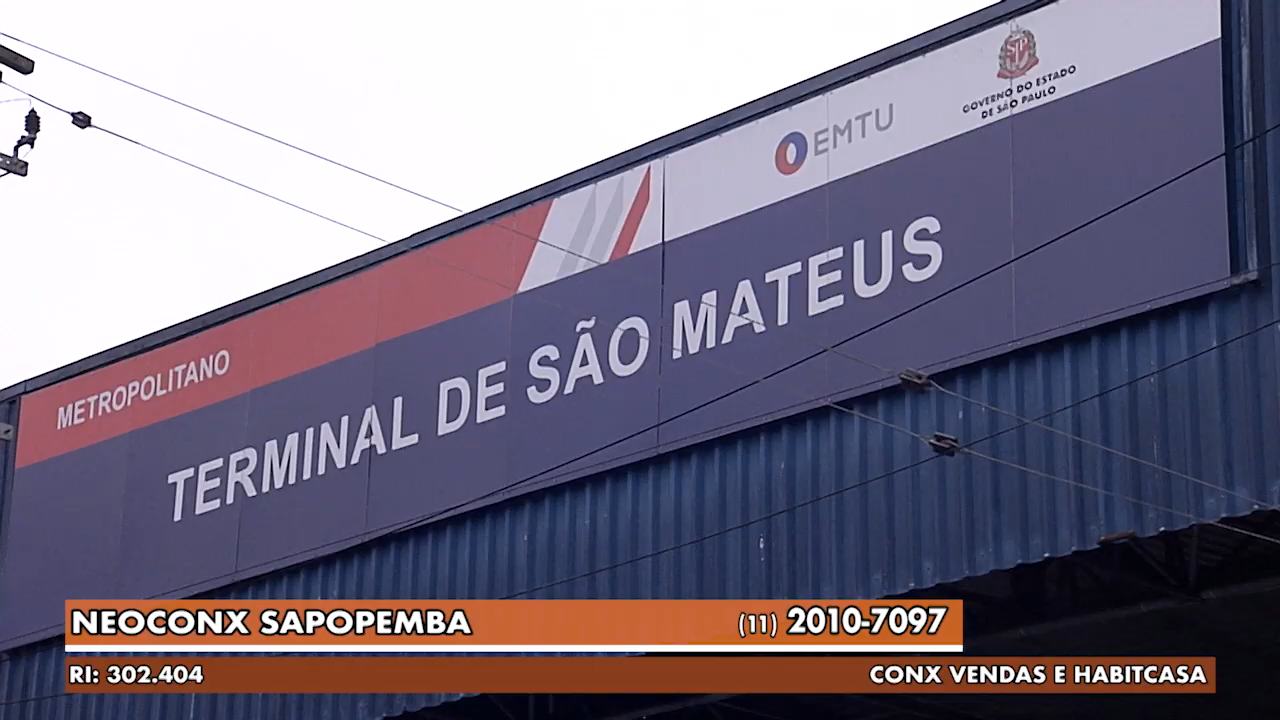 SP
GOVERNO DO ESTADO
DE SÃO PAULO
EMTU
METROPOLITANO
TERMINAL DE SÃO MATEUS
NEOCONX SAPOPEMBA
(11) 2010-7097
RI: 302.404
CONX VENDAS E HABITCASA